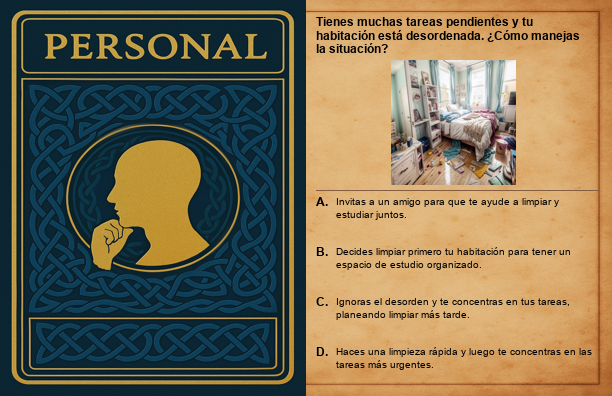 PERSONAL
Tienes muchas tareas pendientes y tu
habitación está desordenada. ¿Cómo manejas
la situación?
A. Invitas a un amigo para que te ayude a limpiar y
estudiar juntos.
B. Decides limpiar primero tu habitación para tener un
espacio de estudio organizado.
C. Ignoras el desorden y te concentras en tus tareas,
planeando limpiar más tarde.
D. Haces una limpieza rápida y luego te concentras en las
tareas más urgentes.